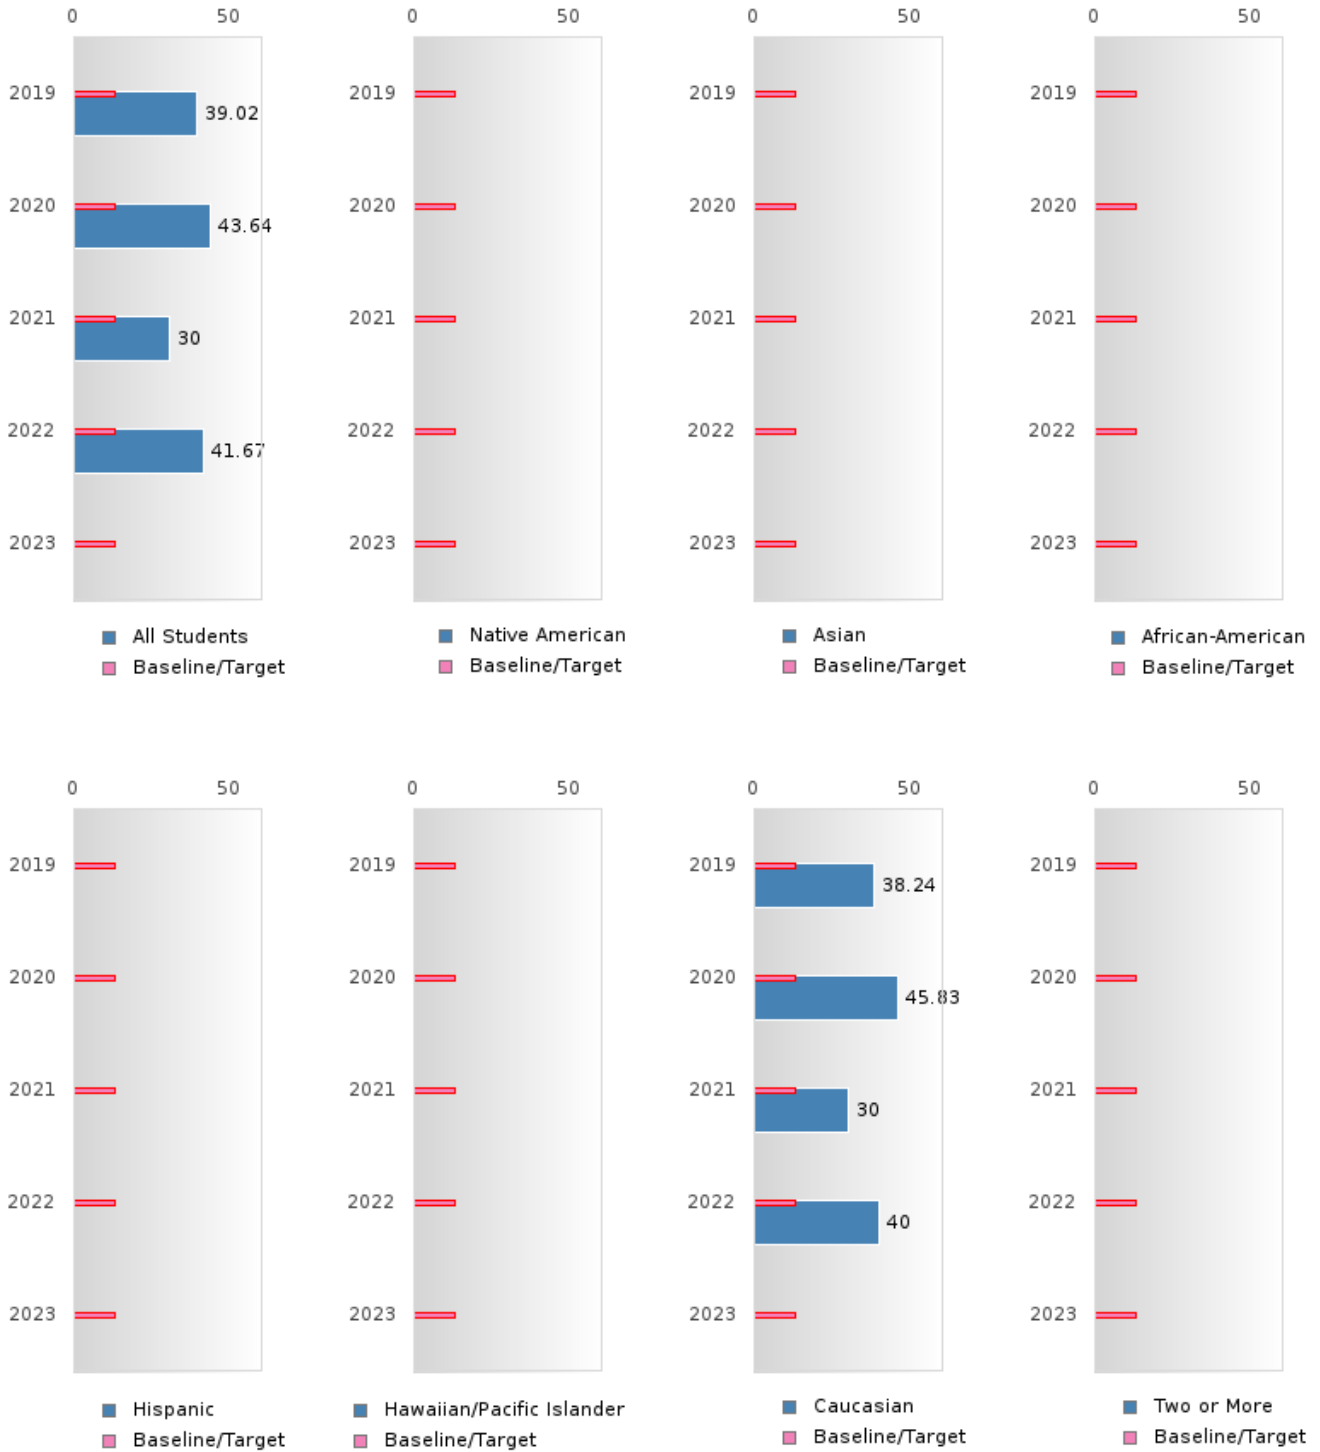 0 50 0 50 0 50 0 50
2019 39.02 2019 2019 2019
2020 43.64 2020 2020 2020
2021 30 2021 2021 2021
2022 41.67 2022 2022 2022
2023 2023 2023 2023
All Students Native American Asian African-American
Baseline/Target Baseline/Target Baseline/Target Baseline/Target
0 50 0 50 0 50 0 50
2019 2019 2019 38.24 2019
2020 2020 2020 45.83 2020
2021 2021 2021 30 2021
2022 2022 2022 40 2022
2023 2023 2023 2023
Hispanic Hawaiian/Pacific Islander Caucasian Two or More
Baseline/Target Baseline/Target Baseline/Target Baseline/Target